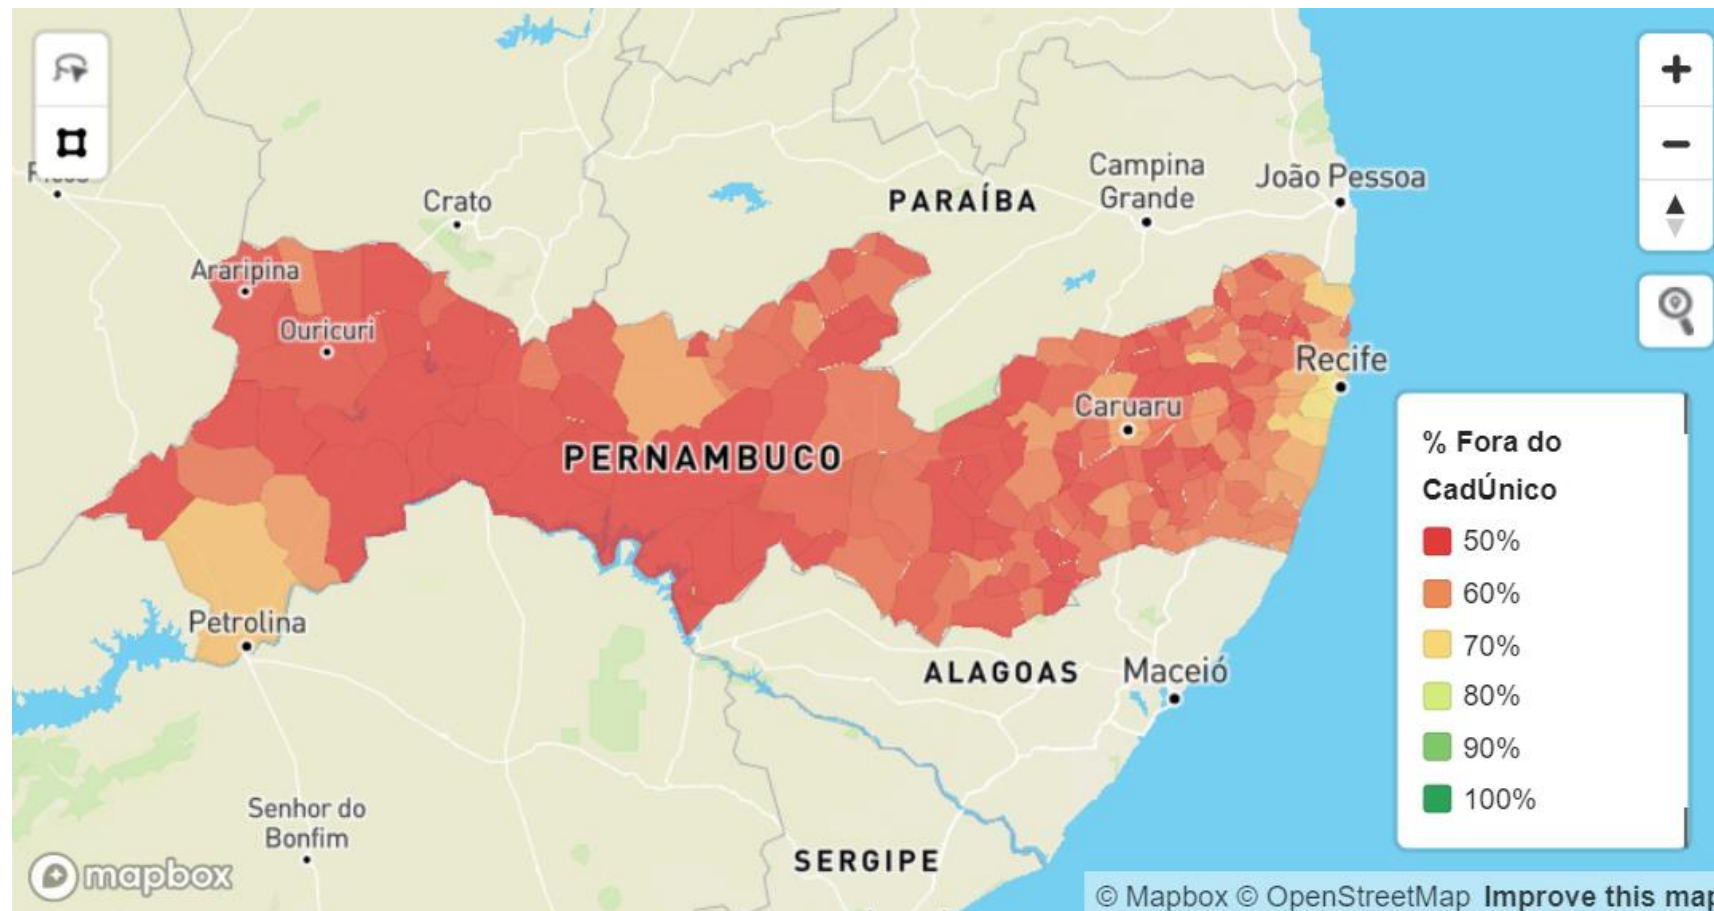 Crato
PARAÍBA
Campina
Grande
João Pessoa
Araripina
Ouricuri
Recife
Caruaru
PERNAMBUCO
Petrolina
ALAGOAS
Maceió
Senhor do
Bonfim
SERGIPE
% Fora do
CadÚnico
50%
60%
70%
80%
90%
100%
mapbox
© Mapbox © OpenStreetMap Improve this map